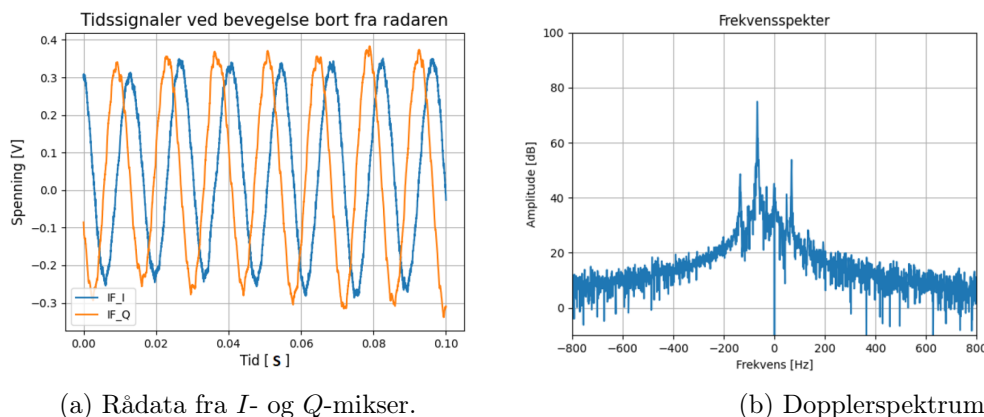 Tidssignaler ved bevegelse bort fra radaren
Spenning [V]
0.4
0.3
0.2
0.1
0.0
−0.1
−0.2
−0.3
IF_I
IF_Q
0.00
0.02
0.04
0.06
0.08
0.10
Tid [ s ]
(a) Rådata fra I- og Q-mikser.
Frekvensspekter
Amplitude [dB]
100
80
60
40
20
0
−800
−600
−400
−200
0
200
400
600
800
Frekvens [Hz]
(b) Dopplerspektrum